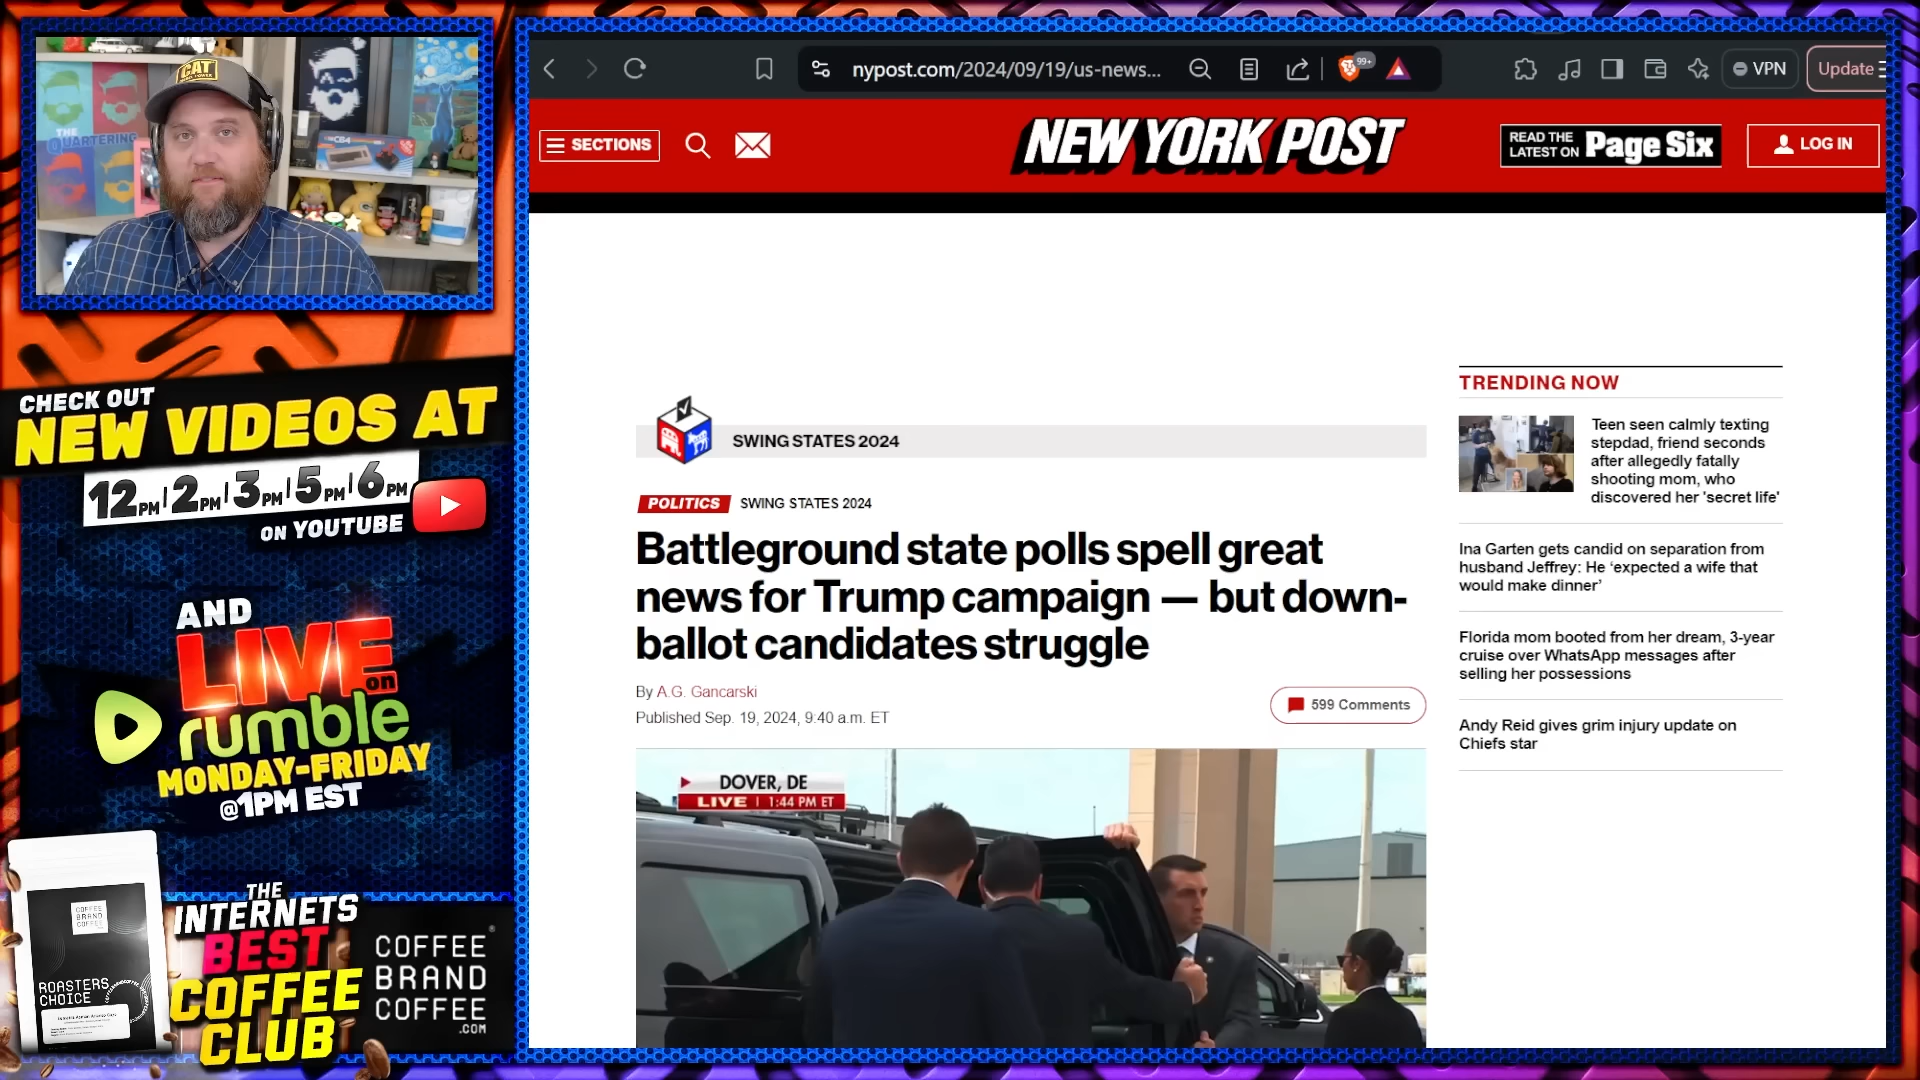 CAT
THE
QUARTERING
CHECK OUT
NEW VIDEOS AT
12PM | 2PM | 3PM | 5PM | 6PM
ON YOUTUBE
AND
LIVE on
rumble
MONDAY-FRIDAY
@1PM EST
COFFEE
BRAND
COFFEE
ROASTERS
CHOICE
THE
INTERNETS
BEST
COFFEE
CLUB
COFFEE
BRAND
COFFEE
.COM
nypost.com/2024/09/19/us-news...
99+
VPN
Update
SECTIONS
NEW YORK POST
READ THE
LATEST ON
Page Six
LOG IN
SWING STATES 2024
POLITICS SWING STATES 2024
Battleground state polls spell great
news for Trump campaign — but down-
ballot candidates struggle
By A.G. Gancarski
Published Sep. 19, 2024, 9:40 a.m. ET
599 Comments
DOVER, DE
LIVE | 1:44 PM ET
TRENDING NOW
Teen seen calmly texting
stepdad, friend seconds
after allegedly fatally
shooting mom, who
discovered her 'secret life'
Ina Garten gets candid on separation from
husband Jeffrey: He ‘expected a wife that
would make dinner’
Florida mom booted from her dream, 3-year
cruise over WhatsApp messages after
selling her possessions
Andy Reid gives grim injury update on
Chiefs star